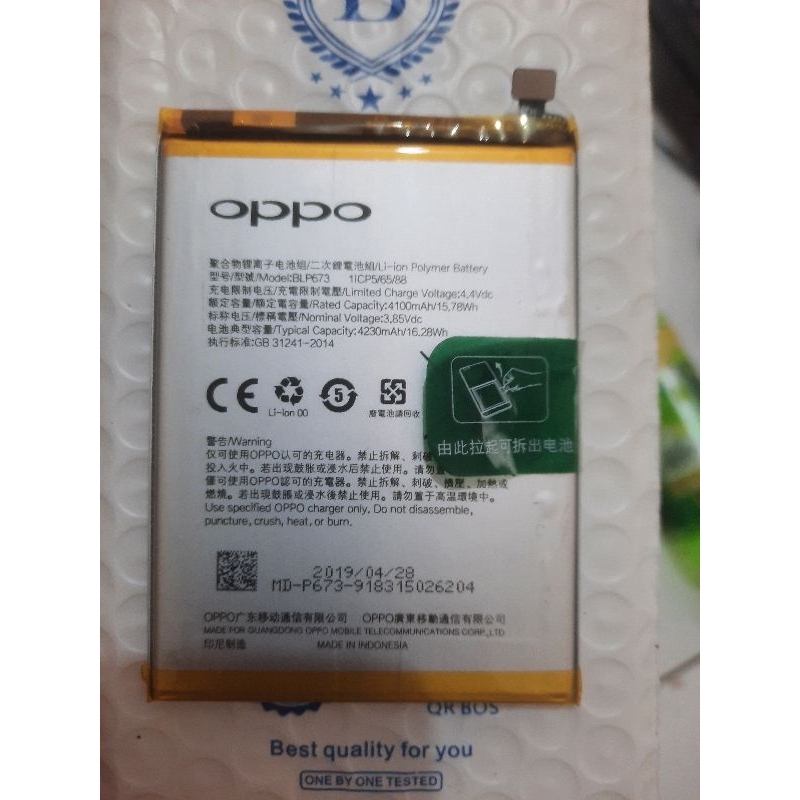 oppo
聚合物锂离子电池组/二次鋰電池組/Li-ion Polymer Battery
型号/型號/Model:BLP673 1ICP5/65/88
充电限制电压/充電限制電壓/Limited Charge Voltage:4.4Vdc
额定容量/額定電容量/Rated Capacity:4100mAh/15.78Wh
标称电压/標稱電壓/Nominal Voltage:3.85Vdc
电池典型容量/Typical Capacity:4230mAh/16.28Wh
执行标准:GB 31241-2014
CE
Li-ion 00
5
廢電池請回收
由此拉起可拆出电池
警告/Warning
仅可使用OPPO认可的充电器。禁止拆解、刺破
投入火中。若出现鼓胀或浸水后禁止使用。请勿置
僅可使用OPPO認可的充電器。禁止拆解、刺破、擠壓、加熱或
燃燒。若出現鼓脹或浸水後禁止使用。請勿置于高溫環境中。
Use specified OPPO charger only. Do not disassemble,
puncture, crush, heat, or burn.
2019/04/28
MD-P673-918315026204
OPPO广东移动通信有限公司 OPPO廣東移動通信有限公司
MADE FOR GUANGDONG OPPO MOBILE TELECOMMUNICATIONS CORP.,LTD
印尼制造 MADE IN INDONESIA
QR BOS
Best quality for you
ONE BY ONE TESTED